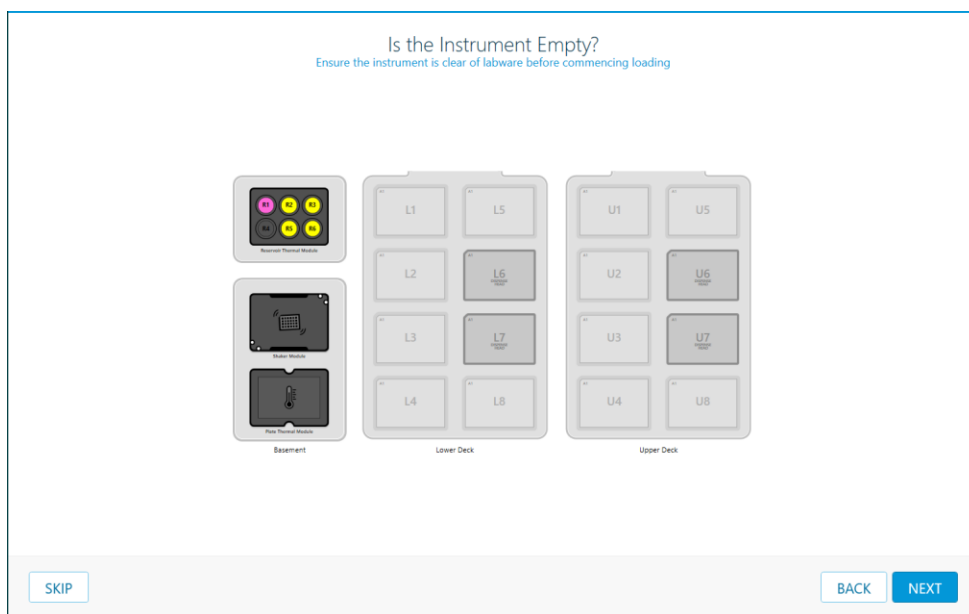 Is the Instrument Empty?
Ensure the instrument is clear of labware before commencing loading
R1 R2 R3
R4 R5 R6
Reservoir Thermal Module
Shaker Module
Plate Thermal Module
Basement
L1 L5
L2 L6
L3 L7
L4 L8
Lower Deck
U1 U5
U2 U6
U3 U7
U4 U8
Upper Deck
SKIP
BACK
NEXT